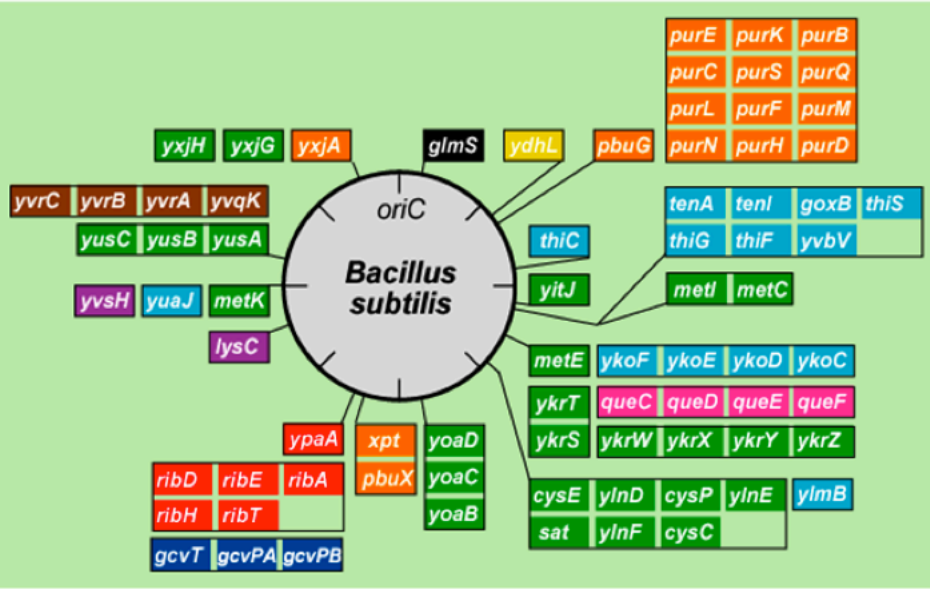 purE purK purB
purC purS purQ
purL purF purM
purN purH purD
yxjH yxjG yxjA glmS ydhL pbuG
yvrC yvrB yvrA yvqK
yusC yusB yusA
oriC
Bacillus
subtilis
tenA tenI goxB thiS
thiG thiF yvbV
thiC
yitJ
metI metC
yvsH yuaJ metK
lysC
metE ykoF ykoE ykoD ykoC
ykrT queC queD queE queF
ykrS ykrW ykrX ykrY ykrZ
ypaA xpt yoaD
pbuX yoaC
yoaB
ribD ribE ribA
ribH ribT
gcvT gcvPA gcvPB
cysE ylnD cysP ylnE ylmB
sat ylnF cysC